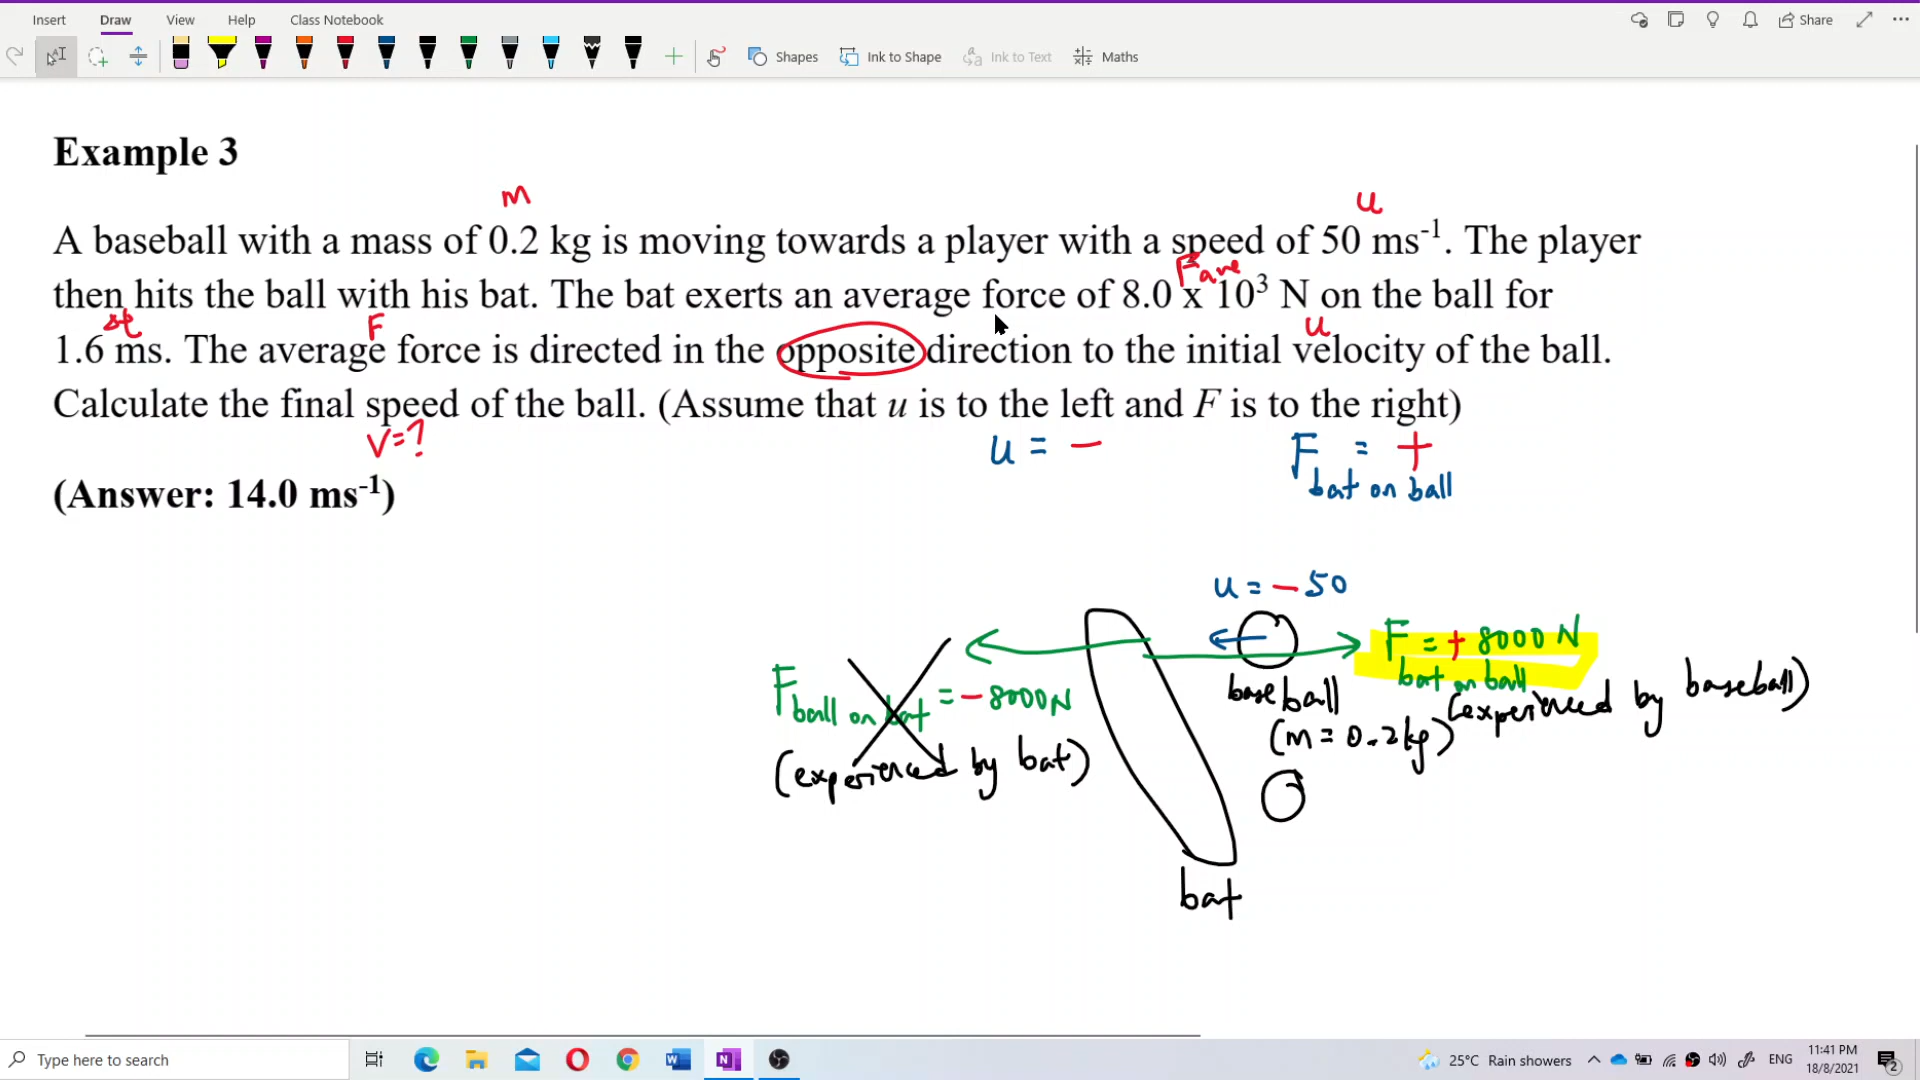 Insert Draw View Help Class Notebook
Share
Shapes Ink to Shape Ink to Text Maths
Example 3
m u
A baseball with a mass of 0.2 kg is moving towards a player with a speed of 50 ms-1. The player
Fave
then hits the ball with his bat. The bat exerts an average force of 8.0 x 10³ N on the ball for
Δt F u
1.6 ms. The average force is directed in the opposite direction to the initial velocity of the ball.
Calculate the final speed of the ball. (Assume that u is to the left and F is to the right)
v=? u = − F = +
bat on ball
(Answer: 14.0 ms-1)
u = − 50
F = + 8000 N
bat on ball
(experienced by baseball)
F ball on bat = − 8000N
(experienced by bat)
baseball
(m = 0.2kg)
bat
Type here to search
W N
25°C Rain showers
ENG
11:41 PM
18/8/2021
2